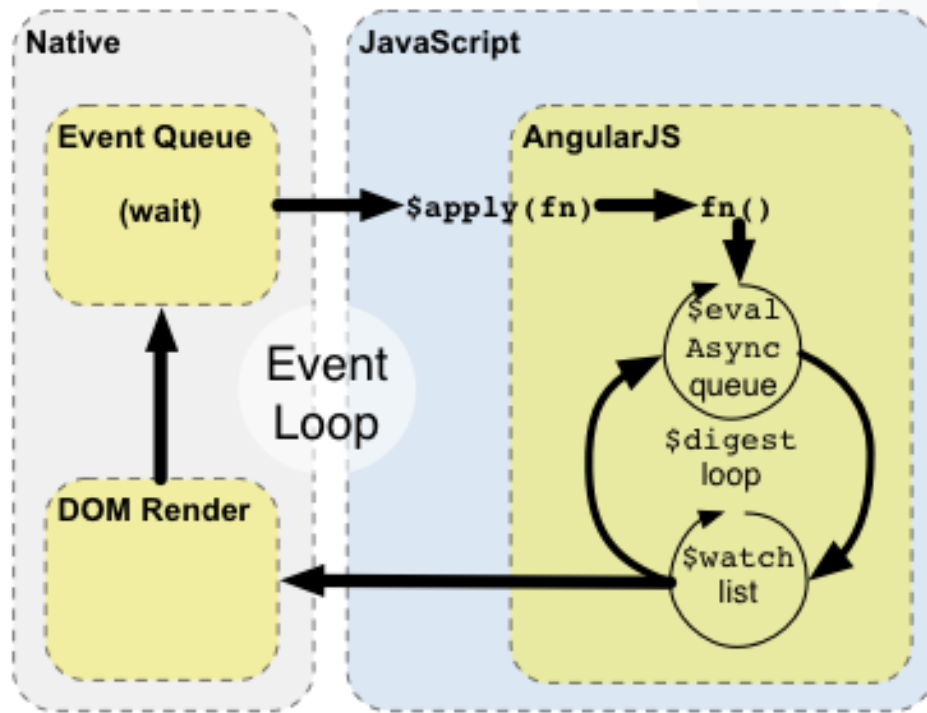 Native
JavaScript
Event Queue
(wait)
AngularJS
$apply(fn)
fn()
$eval
Async
queue
Event
Loop
$digest
loop
DOM Render
$watch
list